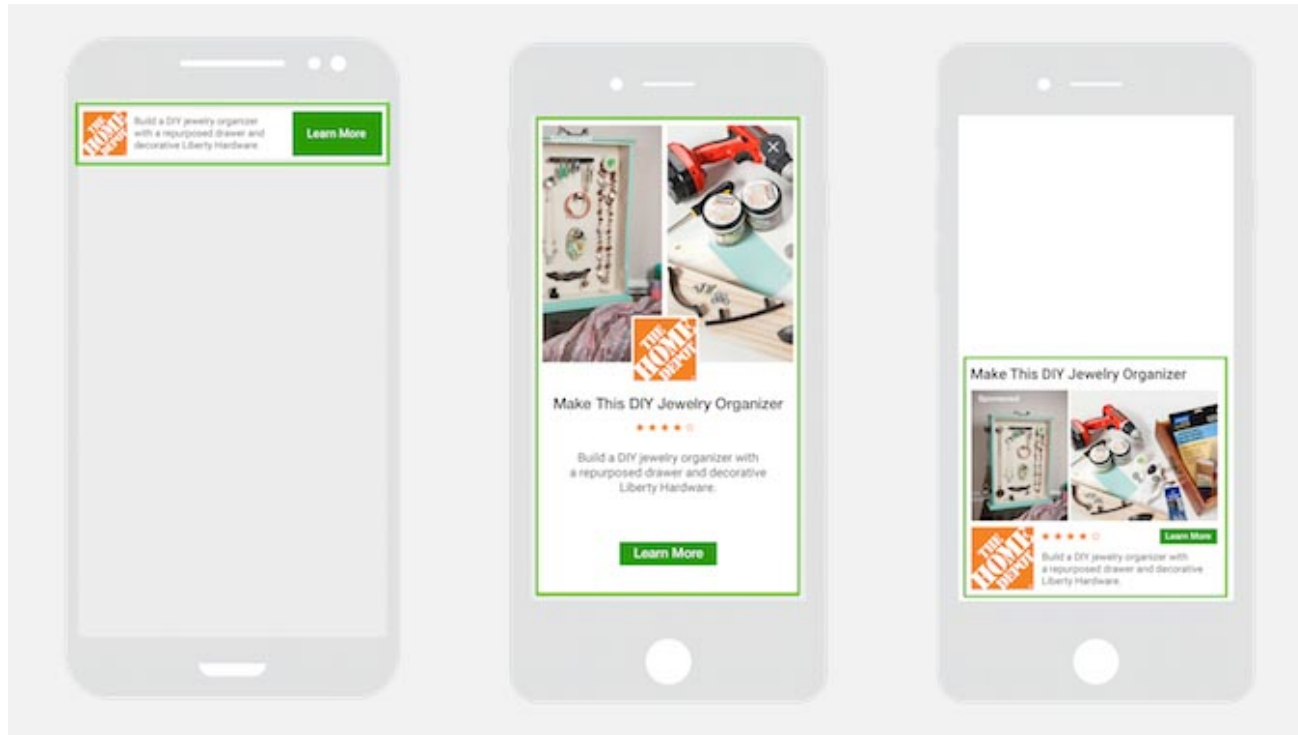 THE
HOME
DEPOT
Build a DIY jewelry organizer
with a repurposed drawer and
decorative Liberty Hardware
Learn More
THE
HOME
DEPOT
Make This DIY Jewelry Organizer
Build a DIY jewelry organizer with
a repurposed drawer and decorative
Liberty Hardware.
Learn More
Make This DIY Jewelry Organizer
Sponsored
THE
HOME
DEPOT
Learn More
Build a DIY jewelry organizer with
a repurposed drawer and decorative
Liberty Hardware.